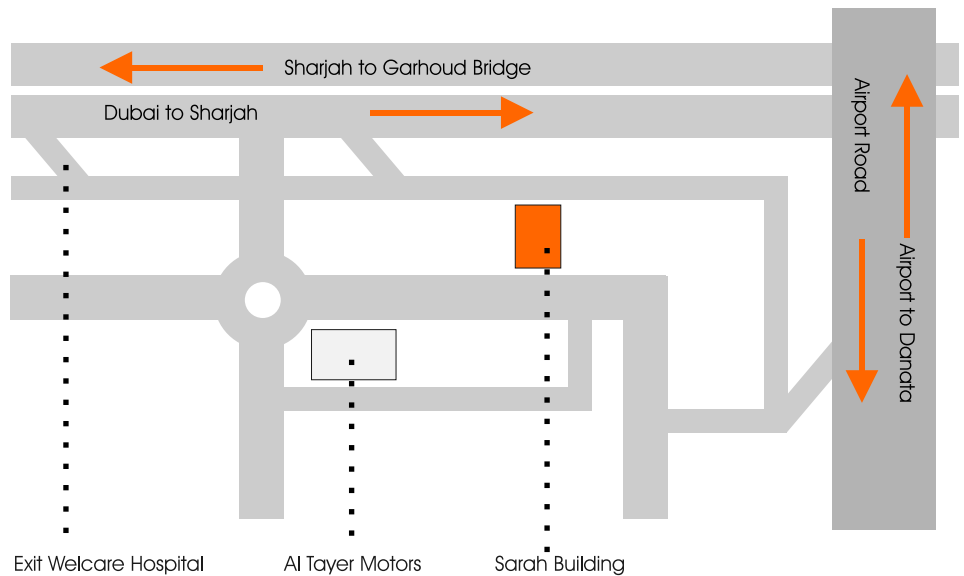 Sharjah to Garhoud Bridge
Dubai to Sharjah
Airport Road
Airport to Danata
Exit Welcare Hospital
Al Tayer Motors
Sarah Building